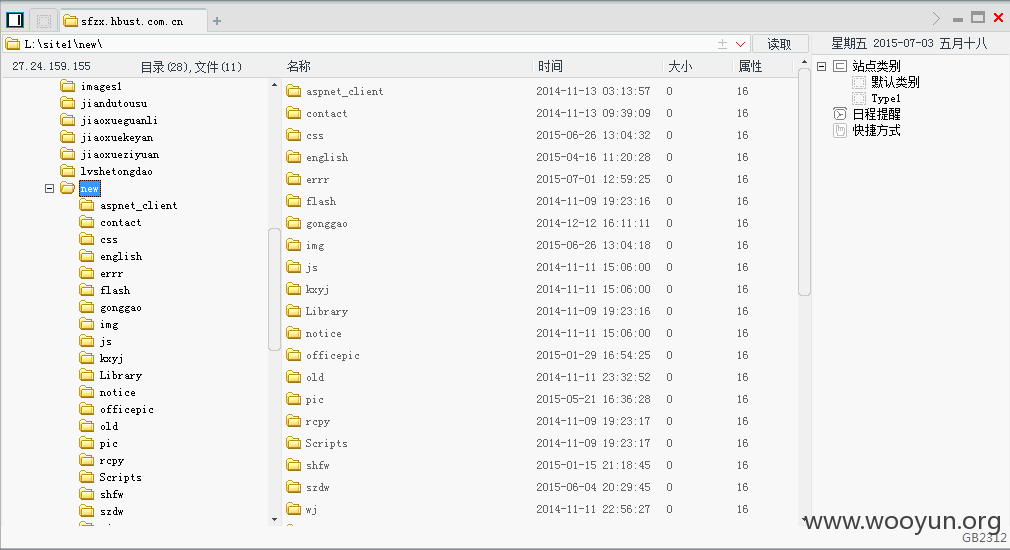 sfzx.hbust.com.cn
L:\site1\new\
读取
星期五 2015-07-03 五月十八
27.24.159.155
目录(28),文件(11)
名称 时间 大小 属性
images1
jiandutousu
jiaoxueguanli
jiaoxuekeyan
jiaoxueziyuan
lvshetongdao
new
aspnet_client
contact
css
english
errr
flash
gonggao
img
js
kxyj
Library
notice
officepic
old
pic
rcpy
Scripts
shfw
szdw
aspnet_client 2014-11-13 03:13:57 0 16
contact 2014-11-13 09:39:09 0 16
css 2015-06-26 13:04:32 0 16
english 2015-04-16 11:20:28 0 16
errr 2015-07-01 12:59:25 0 16
flash 2014-11-09 19:23:16 0 16
gonggao 2014-12-12 16:11:11 0 16
img 2015-06-26 13:04:18 0 16
js 2014-11-11 15:06:00 0 16
kxyj 2014-11-11 15:06:00 0 16
Library 2014-11-09 19:23:16 0 16
notice 2014-11-11 15:06:00 0 16
officepic 2015-01-29 16:54:25 0 16
old 2014-11-11 23:32:52 0 16
pic 2015-05-21 16:36:28 0 16
rcpy 2014-11-09 19:23:17 0 16
Scripts 2014-11-09 19:23:17 0 16
shfw 2015-01-15 21:18:45 0 16
szdw 2015-06-04 20:29:45 0 16
wj 2014-11-11 22:56:27 0 16
站点类别
默认类别
Type1
日程提醒
快捷方式
www.wooyun.org
GB2312